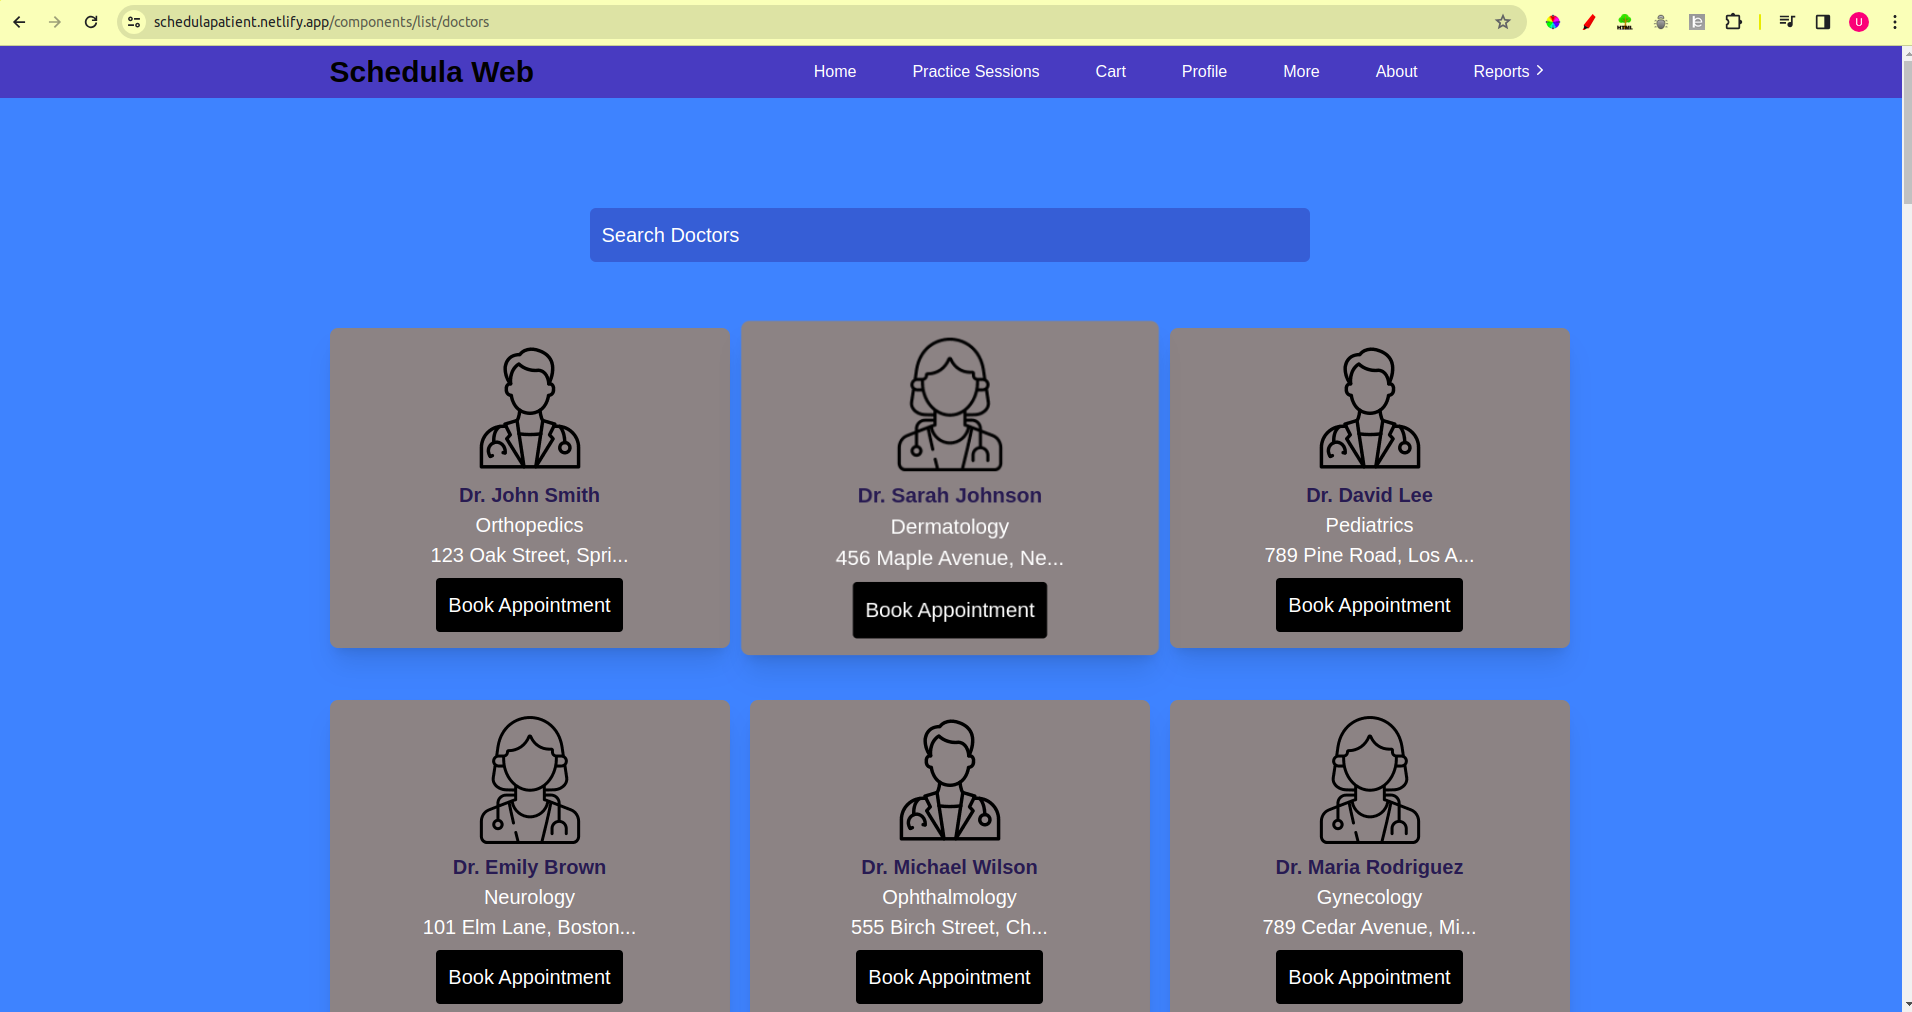 schedulapatient.netlify.app/components/list/doctors
U
Schedula Web
Home Practice Sessions Cart Profile More About Reports
Search Doctors
Dr. John Smith
Orthopedics
123 Oak Street, Spri...
Book Appointment
Dr. Sarah Johnson
Dermatology
456 Maple Avenue, Ne...
Book Appointment
Dr. David Lee
Pediatrics
789 Pine Road, Los A...
Book Appointment
Dr. Emily Brown
Neurology
101 Elm Lane, Boston...
Book Appointment
Dr. Michael Wilson
Ophthalmology
555 Birch Street, Ch...
Book Appointment
Dr. Maria Rodriguez
Gynecology
789 Cedar Avenue, Mi...
Book Appointment